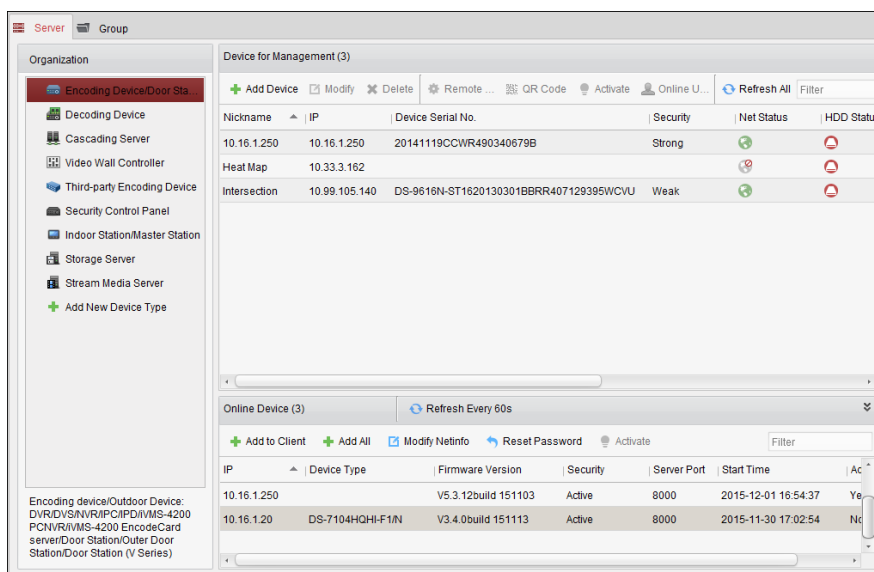 Server Group
Organization
Encoding Device/Door Sta...
Decoding Device
Cascading Server
Video Wall Controller
Third-party Encoding Device
Security Control Panel
Indoor Station/Master Station
Storage Server
Stream Media Server
Add New Device Type
Encoding device/Outdoor Device:
DVR/DVS/NVR/IPC/IPD/iVMS-4200
PCNVR/iVMS-4200 EncodeCard
server/Door Station/Outer Door
Station/Door Station (V Series)
Device for Management (3)
Add Device Modify Delete Remote ... QR Code Activate Online U... Refresh All Filter
Nickname IP Device Serial No. Security Net Status HDD Statu
10.16.1.250 10.16.1.250 20141119CCWR490340679B Strong
Heat Map 10.33.3.162
Intersection 10.99.105.140 DS-9616N-ST1620130301BBRR407129395WCVU Weak
Online Device (3) Refresh Every 60s
Add to Client Add All Modify Netinfo Reset Password Activate Filter
IP Device Type Firmware Version Security Server Port Start Time Ad
10.16.1.250 V5.3.12build 151103 Active 8000 2015-12-01 16:54:37 Ye
10.16.1.20 DS-7104HQHI-F1/N V3.4.0build 151113 Active 8000 2015-11-30 17:02:54 No